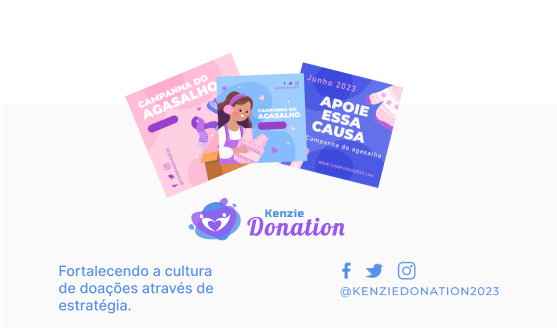 CAMPANHA DO
AGASALHO
CAMPANHA DO
AGASALHO
Junho 2023
APOIE
ESSA
CAUSA
Campanha do agasalho.
Kenzie
Donation
Fortalecendo a cultura
de doações através de
estratégia.
@KENZIEDONATION2023